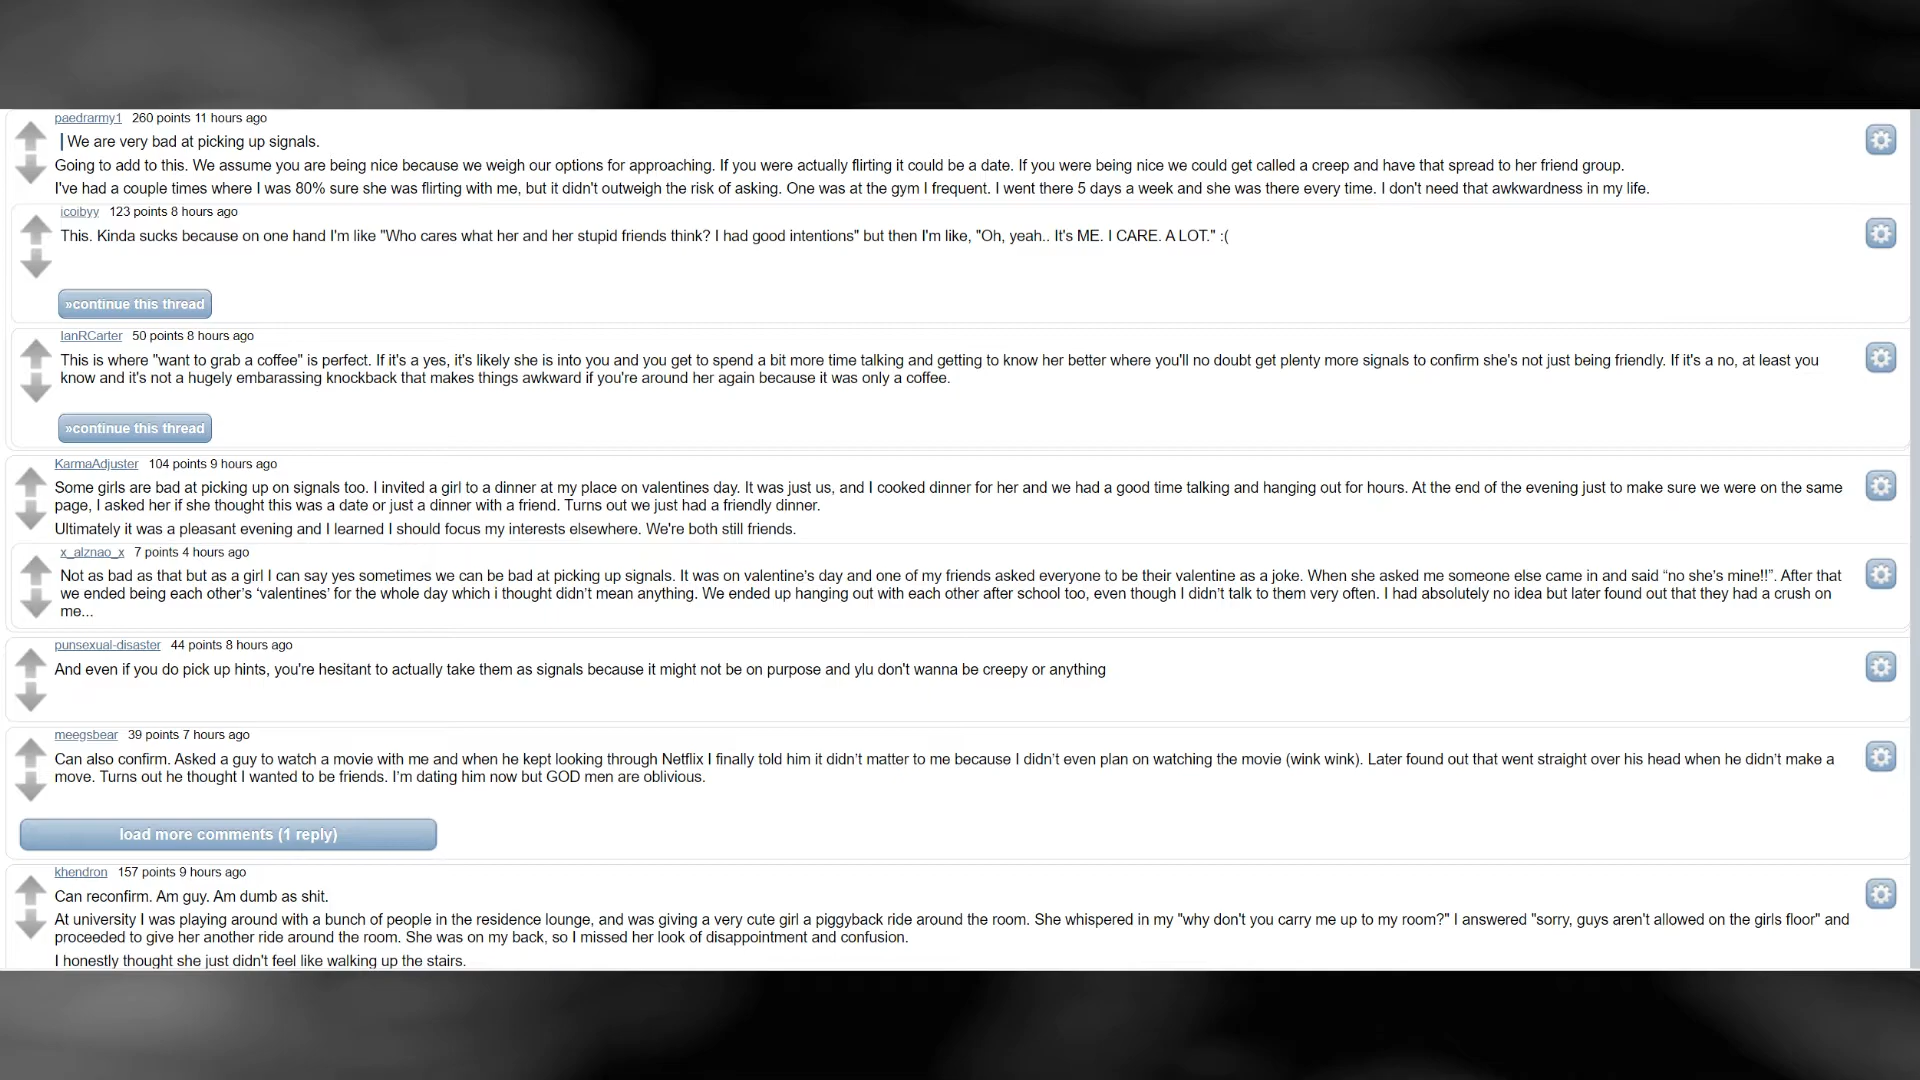 paedrarmy1 260 points 11 hours ago
We are very bad at picking up signals.
Going to add to this. We assume you are being nice because we weigh our options for approaching. If you were actually flirting it could be a date. If you were being nice we could get called a creep and have that spread to her friend group.
I've had a couple times where I was 80% sure she was flirting with me, but it didn't outweigh the risk of asking. One was at the gym I frequent. I went there 5 days a week and she was there every time. I don't need that awkwardness in my life.
icoibyy 123 points 8 hours ago
This. Kinda sucks because on one hand I'm like "Who cares what her and her stupid friends think? I had good intentions" but then I'm like, "Oh, yeah.. It's ME. I CARE. A LOT." :(
»continue this thread
IanRCarter 50 points 8 hours ago
This is where "want to grab a coffee" is perfect. If it's a yes, it's likely she is into you and you get to spend a bit more time talking and getting to know her better where you'll no doubt get plenty more signals to confirm she's not just being friendly. If it's a no, at least you
know and it's not a hugely embarassing knockback that makes things awkward if you're around her again because it was only a coffee.
»continue this thread
KarmaAdjuster 104 points 9 hours ago
Some girls are bad at picking up on signals too. I invited a girl to a dinner at my place on valentines day. It was just us, and I cooked dinner for her and we had a good time talking and hanging out for hours. At the end of the evening just to make sure we were on the same
page, I asked her if she thought this was a date or just a dinner with a friend. Turns out we just had a friendly dinner.
Ultimately it was a pleasant evening and I learned I should focus my interests elsewhere. We're both still friends.
x_alznao_x 7 points 4 hours ago
Not as bad as that but as a girl I can say yes sometimes we can be bad at picking up signals. It was on valentine's day and one of my friends asked everyone to be their valentine as a joke. When she asked me someone else came in and said “no she's mine!!”. After that
we ended being each other's ‘valentines’ for the whole day which i thought didn't mean anything. We ended up hanging out with each other after school too, even though I didn't talk to them very often. I had absolutely no idea but later found out that they had a crush on
me...
punsexual-disaster 44 points 8 hours ago
And even if you do pick up hints, you're hesitant to actually take them as signals because it might not be on purpose and ylu don't wanna be creepy or anything
meegsbear 39 points 7 hours ago
Can also confirm. Asked a guy to watch a movie with me and when he kept looking through Netflix I finally told him it didn't matter to me because I didn't even plan on watching the movie (wink wink). Later found out that went straight over his head when he didn't make a
move. Turns out he thought I wanted to be friends. I'm dating him now but GOD men are oblivious.
load more comments (1 reply)
khendron 157 points 9 hours ago
Can reconfirm. Am guy. Am dumb as shit.
At university I was playing around with a bunch of people in the residence lounge, and was giving a very cute girl a piggyback ride around the room. She whispered in my "why don't you carry me up to my room?" I answered "sorry, guys aren't allowed on the girls floor" and
proceeded to give her another ride around the room. She was on my back, so I missed her look of disappointment and confusion.
I honestly thought she just didn't feel like walking up the stairs.